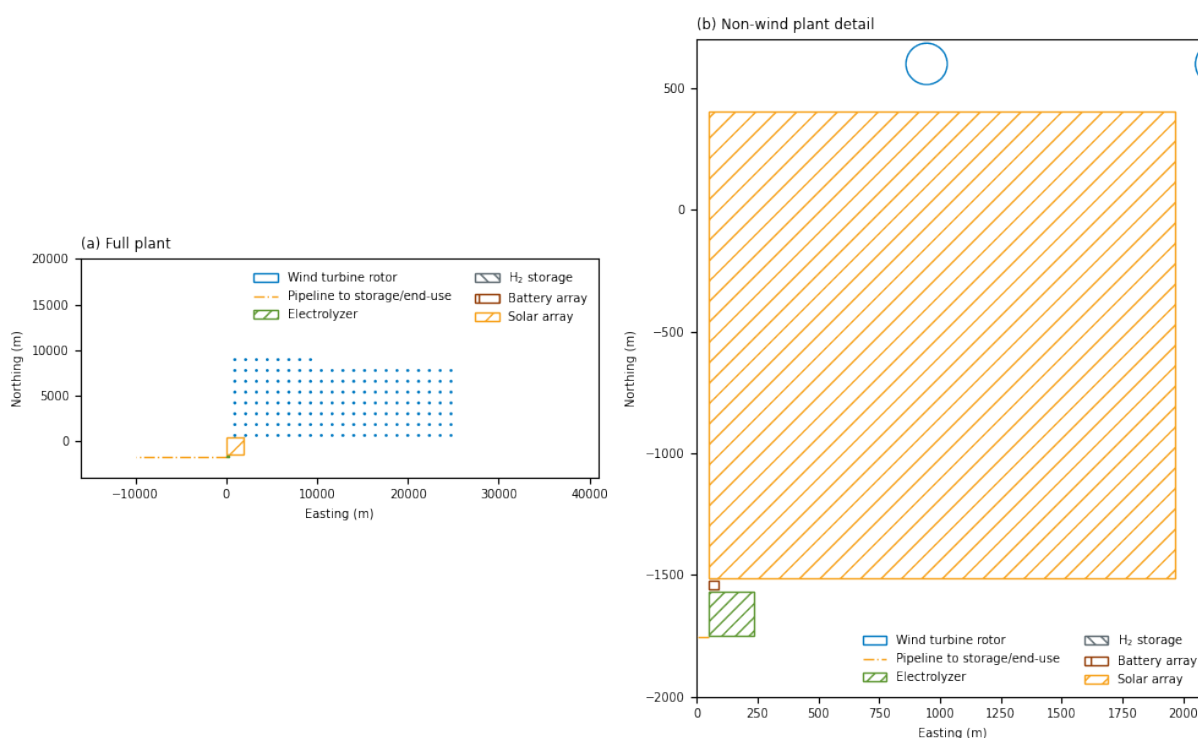 (a) Full plant
20000
15000
10000
5000
0
Northing (m)
−10000 0 10000 20000 30000 40000
Easting (m)
Wind turbine rotor
Pipeline to storage/end-use
Electrolyzer
H₂ storage
Battery array
Solar array
(b) Non-wind plant detail
500
0
−500
−1000
−1500
−2000
Northing (m)
0 250 500 750 1000 1250 1500 1750 2000
Easting (m)
Wind turbine rotor
Pipeline to storage/end-use
Electrolyzer
H₂ storage
Battery array
Solar array